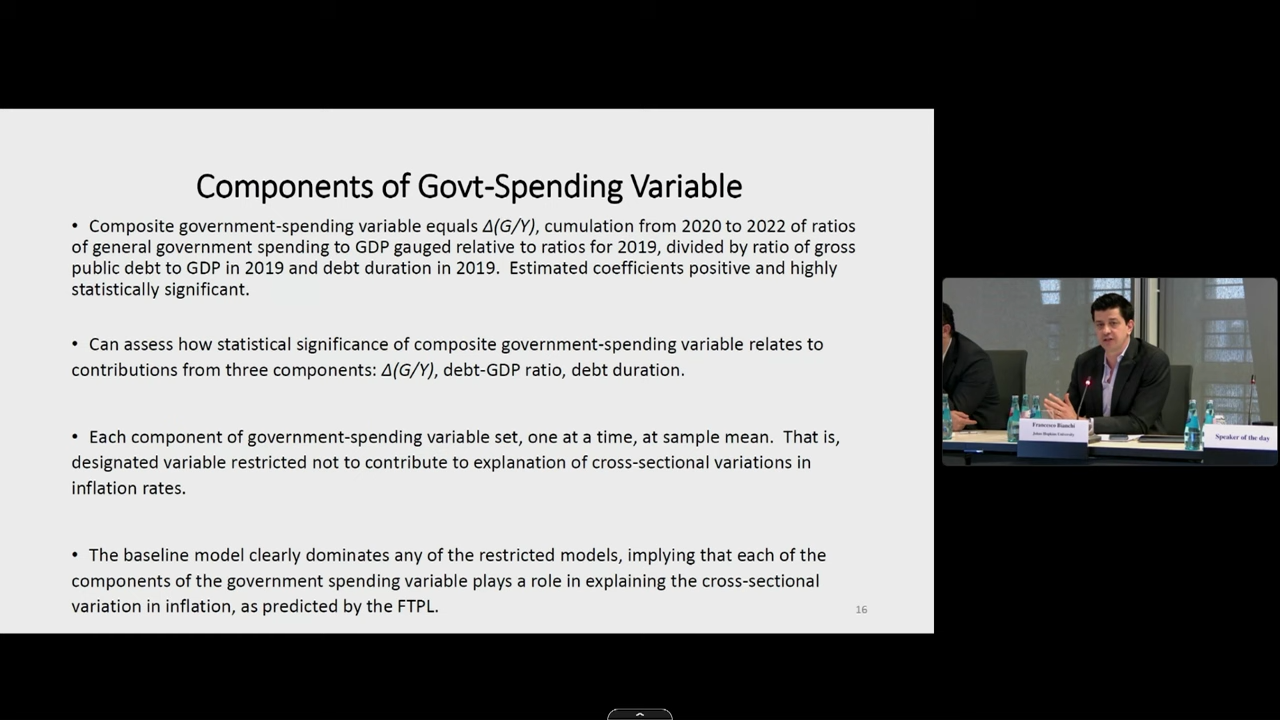 Components of Govt-Spending Variable
• Composite government-spending variable equals Δ(G/Y), cumulation from 2020 to 2022 of ratios
of general government spending to GDP gauged relative to ratios for 2019, divided by ratio of gross
public debt to GDP in 2019 and debt duration in 2019. Estimated coefficients positive and highly
statistically significant.
• Can assess how statistical significance of composite government-spending variable relates to
contributions from three components: Δ(G/Y), debt-GDP ratio, debt duration.
• Each component of government-spending variable set, one at a time, at sample mean. That is,
designated variable restricted not to contribute to explanation of cross-sectional variations in
inflation rates.
• The baseline model clearly dominates any of the restricted models, implying that each of the
components of the government spending variable plays a role in explaining the cross-sectional
variation in inflation, as predicted by the FTPL.
16
Francesco Bianchi
Johns Hopkins University
Speaker of the day